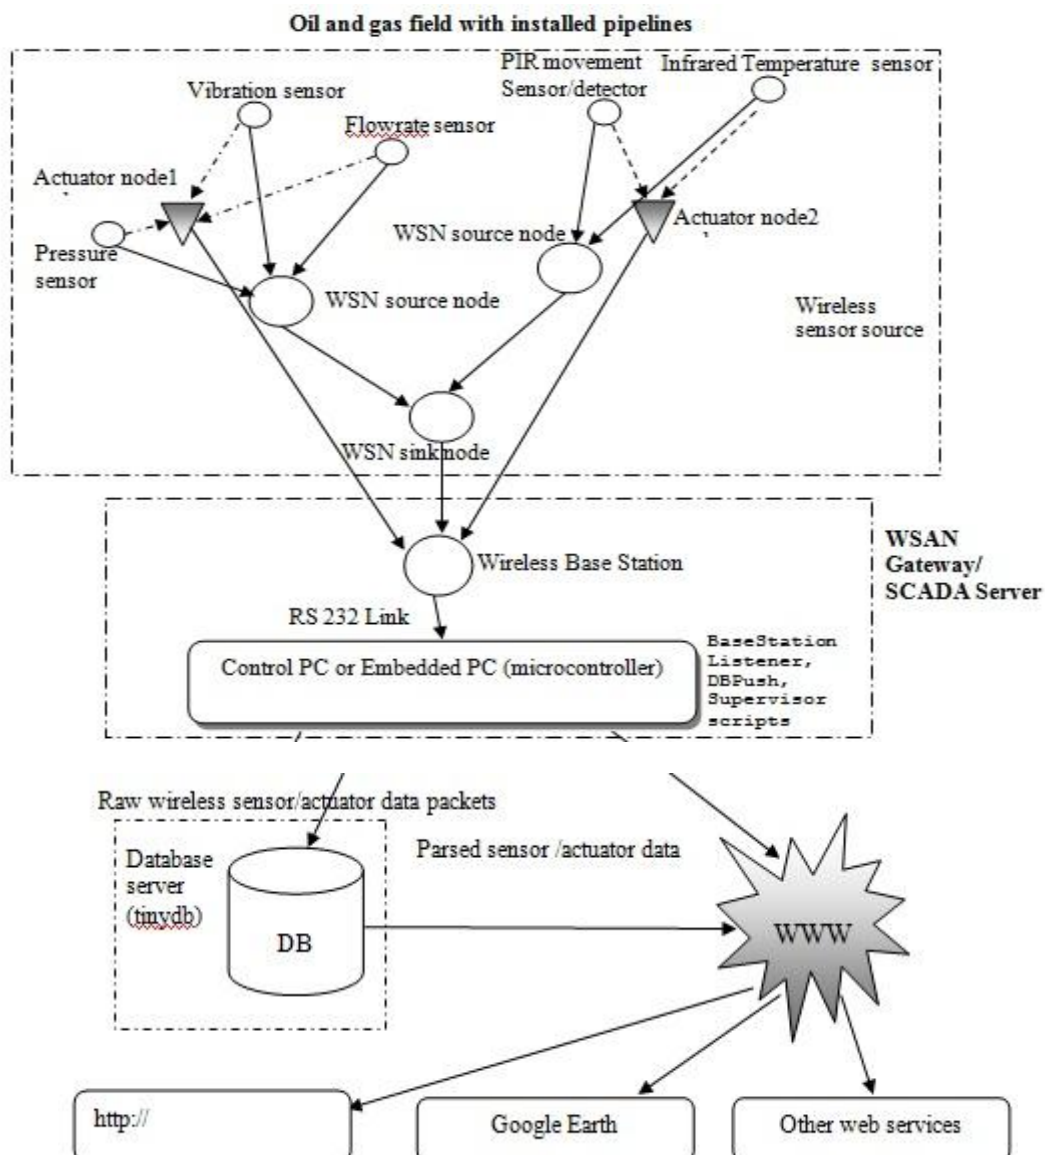 Oil and gas field with installed pipelines
PIR movement
Sensor/detector
Infrared Temperature sensor
Vibration sensor
Flowrate sensor
Actuator node1
Pressure
sensor
WSN source node
Actuator node2
WSN source node
Wireless
sensor source
WSN sink node
WSAN
Gateway/
SCADA Server
Wireless Base Station
RS 232 Link
Control PC or Embedded PC (microcontroller)
BaseStation
Listener,
DBPush,
Supervisor
scripts
Raw wireless sensor/actuator data packets
Database
server
(tinydb)
DB
Parsed sensor /actuator data
WWW
http://
Google Earth
Other web services